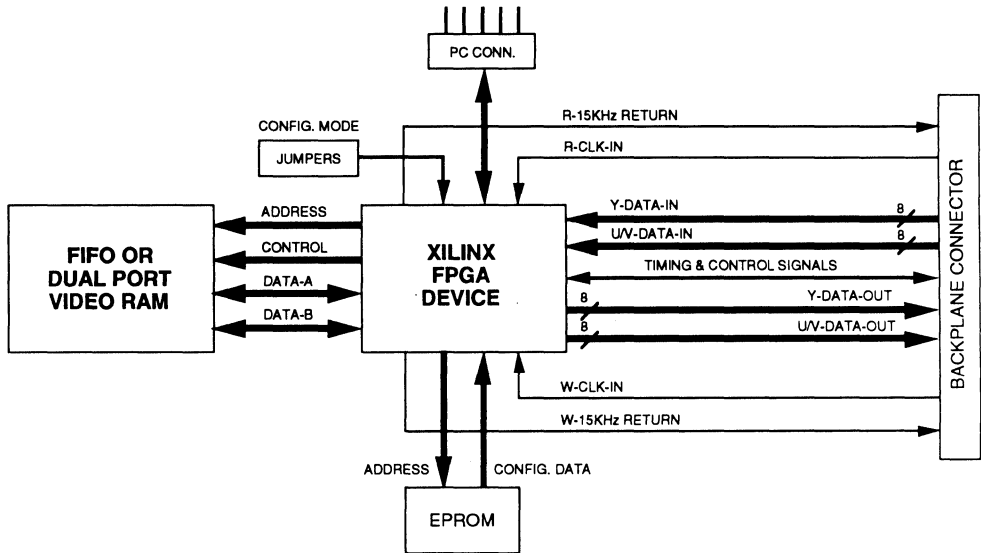 PC CONN.
R-15KHz RETURN
CONFIG. MODE
JUMPERS
R-CLK-IN
ADDRESS
CONTROL
DATA-A
DATA-B
FIFO OR
DUAL PORT
VIDEO RAM
XILINX
FPGA
DEVICE
Y-DATA-IN
8
U/V-DATA-IN
8
TIMING & CONTROL SIGNALS
8
Y-DATA-OUT
8
U/V-DATA-OUT
BACKPLANE CONNECTOR
W-CLK-IN
W-15KHz RETURN
ADDRESS
CONFIG. DATA
EPROM